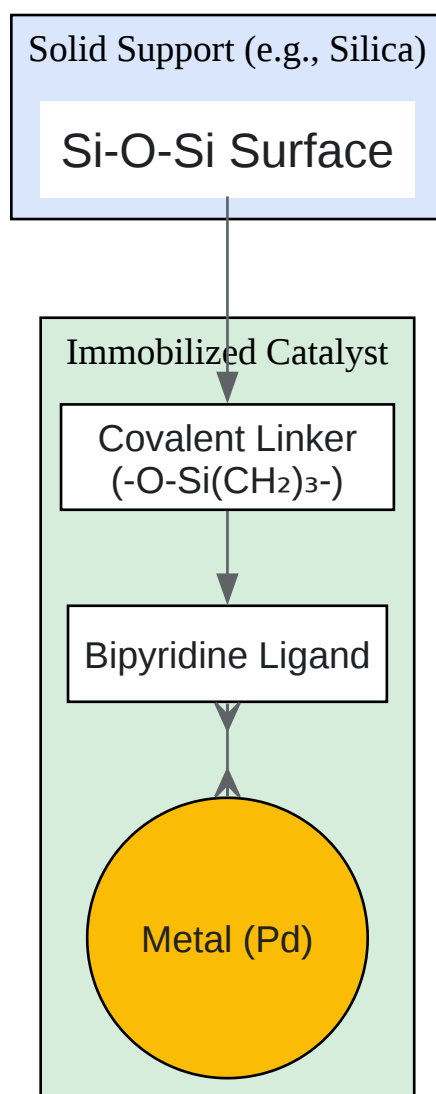 Solid Support (e.g., Silica)
Si-O-Si Surface
Immobilized Catalyst
Covalent Linker
(-O-Si(CH₂)₃-)
Bipyridine Ligand
Metal (Pd)